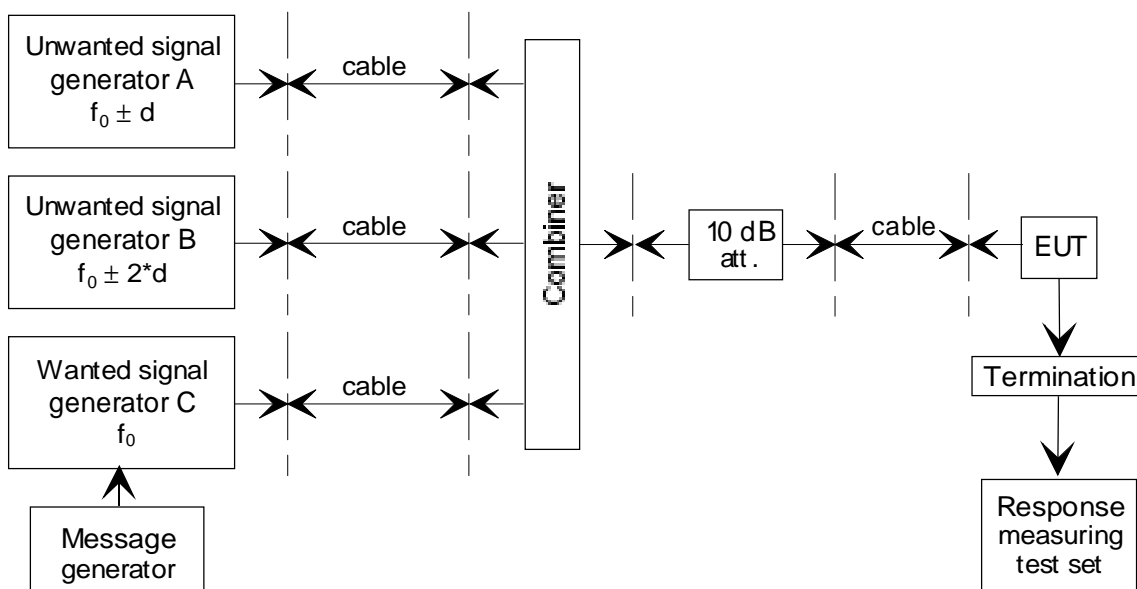 Unwanted signal
generator A
f₀ ± d
cable
Unwanted signal
generator B
f₀ ± 2*d
cable
Wanted signal
generator C
f₀
cable
Message
generator
Combiner
10 dB
att.
cable
EUT
Termination
Response
measuring
test set